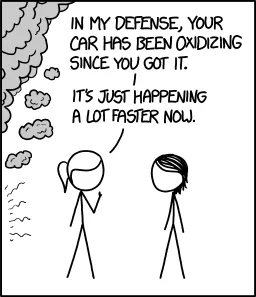 IN MY DEFENSE, YOUR
CAR HAS BEEN OXIDIZING
SINCE YOU GOT IT.
IT'S JUST HAPPENING
A LOT FASTER NOW.